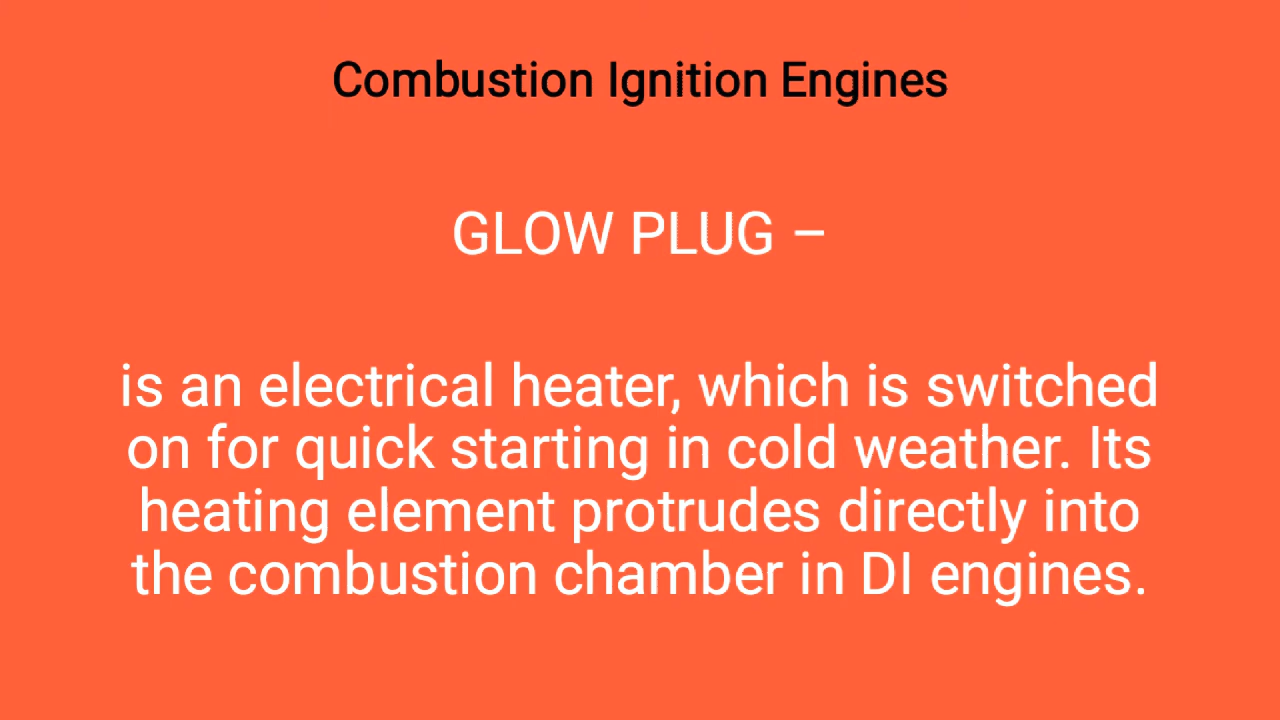 Combustion Ignition Engines
GLOW PLUG –
is an electrical heater, which is switched
on for quick starting in cold weather. Its
heating element protrudes directly into
the combustion chamber in DI engines.